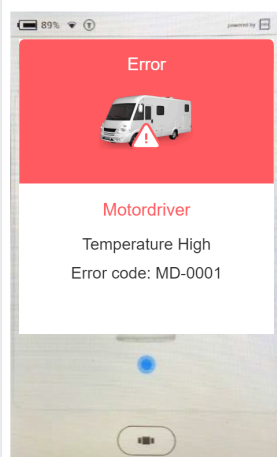 89%
powered by
Error
Motordriver
Temperature High
Error code: MD-0001